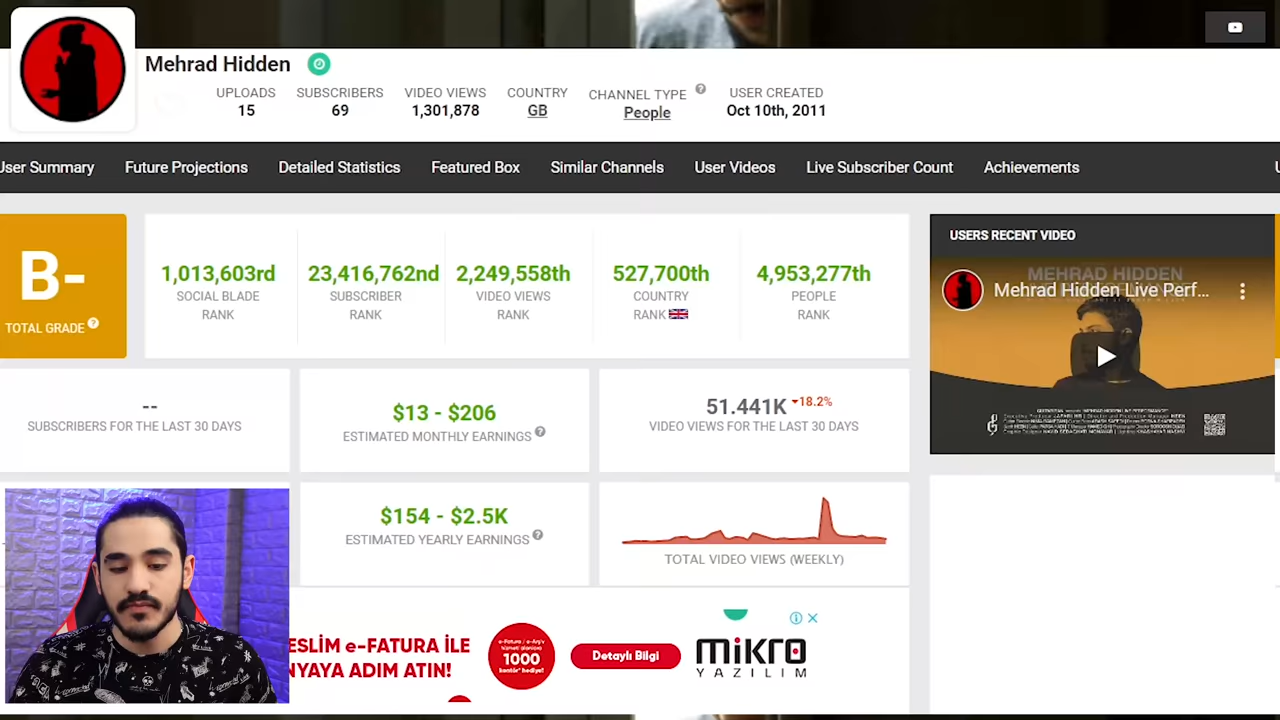 Mehrad Hidden
UPLOADS
15
SUBSCRIBERS
69
VIDEO VIEWS
1,301,878
COUNTRY
GB
CHANNEL TYPE ?
People
USER CREATED
Oct 10th, 2011
User Summary
Future Projections
Detailed Statistics
Featured Box
Similar Channels
User Videos
Live Subscriber Count
Achievements
B-
TOTAL GRADE ?
1,013,603rd
SOCIAL BLADE
RANK
23,416,762nd
SUBSCRIBER
RANK
2,249,558th
VIDEO VIEWS
RANK
527,700th
COUNTRY
RANK
4,953,277th
PEOPLE
RANK
USERS RECENT VIDEO
MEHRAD HIDDEN
Mehrad Hidden Live Perf...
--
SUBSCRIBERS FOR THE LAST 30 DAYS
$13 - $206
ESTIMATED MONTHLY EARNINGS ?
51.441K 18.2%
VIDEO VIEWS FOR THE LAST 30 DAYS
$154 - $2.5K
ESTIMATED YEARLY EARNINGS ?
TOTAL VIDEO VIEWS (WEEKLY)
ESLİM e-FATURA İLE
NYAYA ADIM ATIN!
1000
Detaylı Bilgi
mikro
YAZILIM